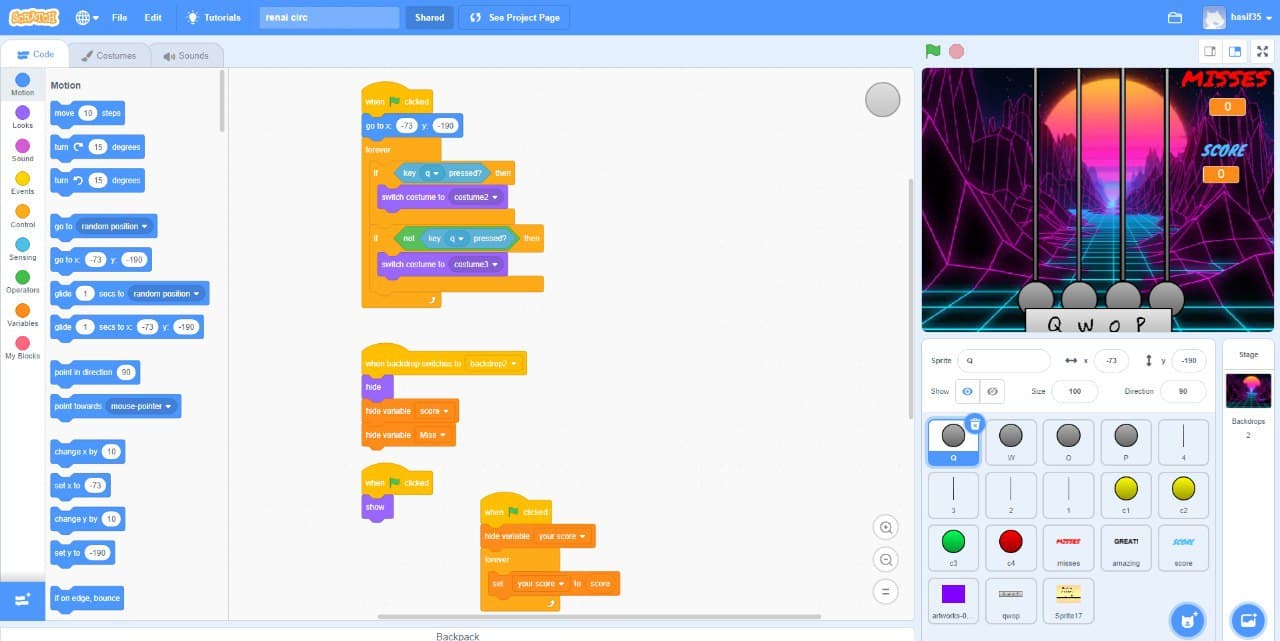 SCRATCH File Edit Tutorials renai circ Shared See Project Page hasif35
Code Costumes Sounds
Motion
Looks
Sound
Events
Control
Sensing
Operators
Variables
My Blocks
Motion
move 10 steps
turn 15 degrees
turn 15 degrees
go to random position
go to x: -73 y: -190
glide 1 secs to random position
glide 1 secs to x: -73 y: -190
point in direction 90
point towards mouse-pointer
change x by 10
set x to -73
change y by 10
set y to -190
if on edge, bounce
when clicked
go to x: -73 y: -190
forever
if key q pressed? then
switch costume to costume2
if not key q pressed? then
switch costume to costume3
when backdrop switches to backdrop2
hide
hide variable score
hide variable Miss
when clicked
show
when clicked
hide variable your score
forever
set your score to score
Backpack
MISSES
0
SCORE
0
Q W O P
Sprite Q x -73 y -190
Show Size 100 Direction 90
Q W O P 4
3 2 1 c1 c2
MISSES GREAT! SCORE
c3 c4 misses amazing score
artworks-0... qwop Sprite17
Stage
Backdrops
2